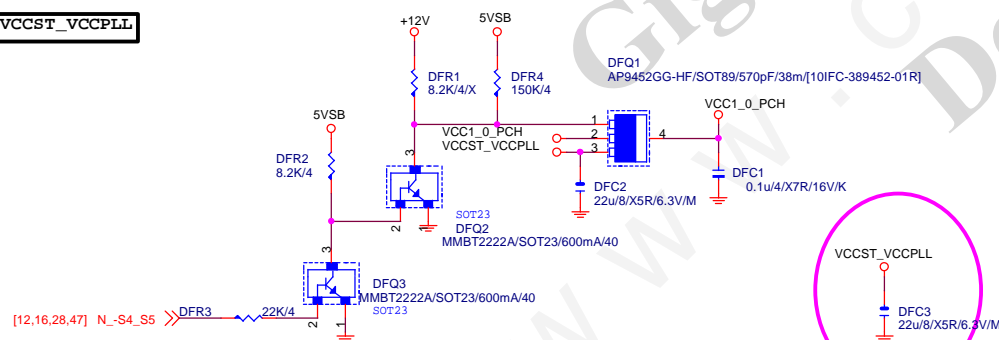 VCCST_VCCPLL
+12V
5VSB
DFR1
8.2K/4/X
DFR4
150K/4
DFQ1
AP9452GG-HF/SOT89/570pF/38m/[10IFC-389452-01R]
5VSB
VCC1_0_PCH
VCCST_VCCPLL
1
2
3
4
VCC1_0_PCH
DFR2
8.2K/4
3
2
1
SOT23
DFQ2
MMBT2222A/SOT23/600mA/40
DFC2
22u/8/X5R/6.3V/M
DFC1
0.1u/4/X7R/16V/K
3
DFQ3
MMBT2222A/SOT23/600mA/40
SOT23
2
1
[12,16,28,47] N_-S4_S5
DFR3
22K/4
VCCST_VCCPLL
DFC3
22u/8/X5R/6.3V/M
Gig
Do
w w w . c